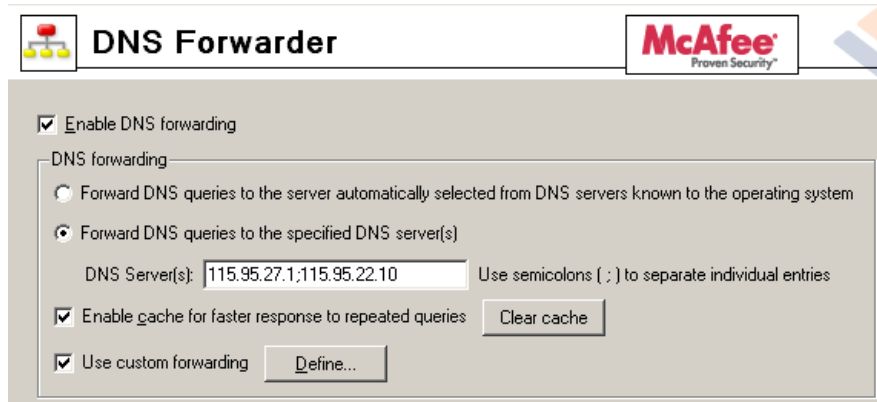 DNS Forwarder
McAfee
Proven Security™
Enable DNS forwarding
DNS forwarding
Forward DNS queries to the server automatically selected from DNS servers known to the operating system
Forward DNS queries to the specified DNS server(s)
DNS Server(s): 115.95.27.1;115.95.22.10 Use semicolons ( ; ) to separate individual entries
Enable cache for faster response to repeated queries Clear cache
Use custom forwarding Define...